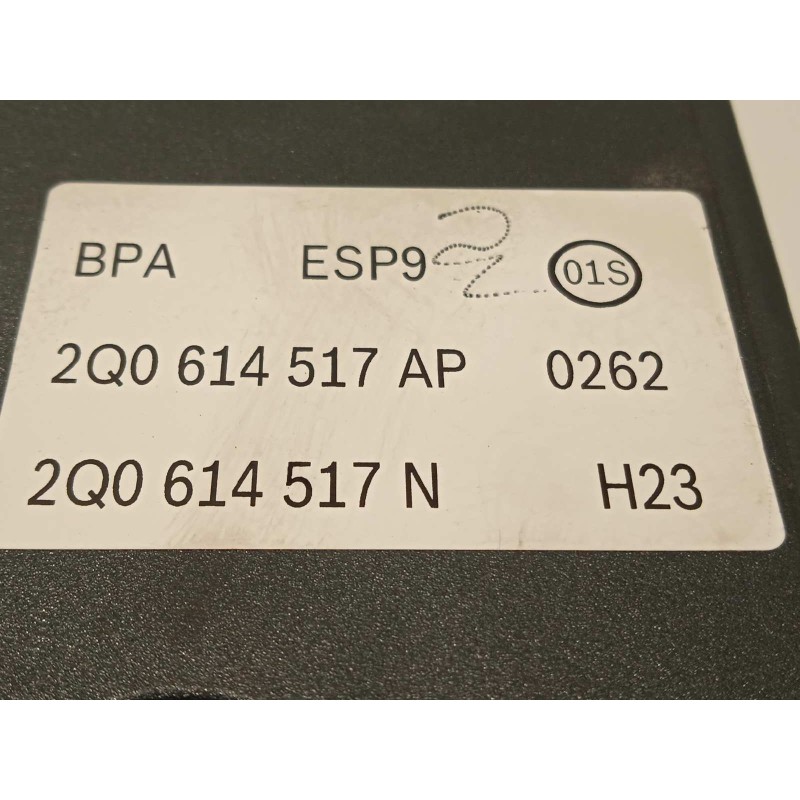 BPA ESP9 01S
2Q0 614 517 AP 0262
2Q0 614 517 N H23